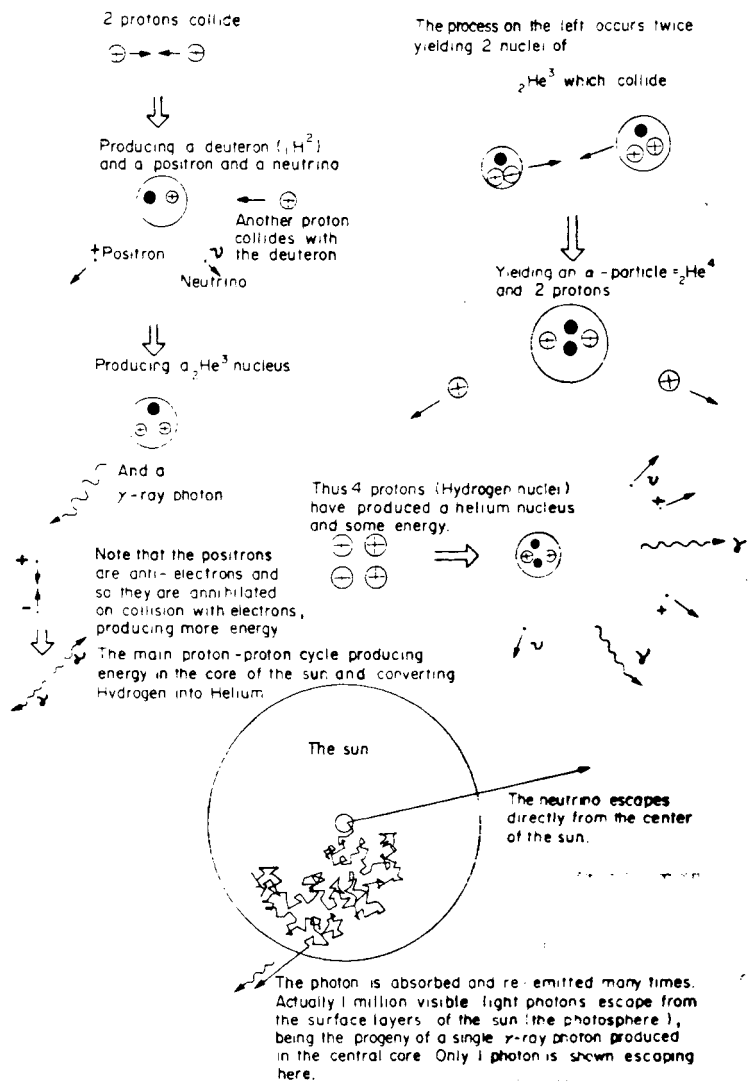 2 protons collide
Producing a deuteron (₁H²)
and a positron and a neutrino
Another proton
collides with
the deuteron
+
Positron
ν
Neutrino
Producing a ₂He³ nucleus
And a
γ-ray photon
+
-
Note that the positrons
are anti-electrons and
so they are annihilated
on collision with electrons,
producing more energy
γ
γ
The main proton-proton cycle producing
energy in the core of the sun and converting
Hydrogen into Helium
The process on the left occurs twice
yielding 2 nuclei of
₂He³ which collide
Yielding an α-particle = ₂He⁴
and 2 protons
Thus 4 protons (Hydrogen nuclei)
have produced a helium nucleus
and some energy.
ν
+
γ
+
ν
γ
The sun
The neutrino escapes
directly from the center
of the sun.
The photon is absorbed and re-emitted many times.
Actually 1 million visible light photons escape from
the surface layers of the sun (the photosphere),
being the progeny of a single γ-ray photon produced
in the central core Only 1 photon is shown escaping
here.